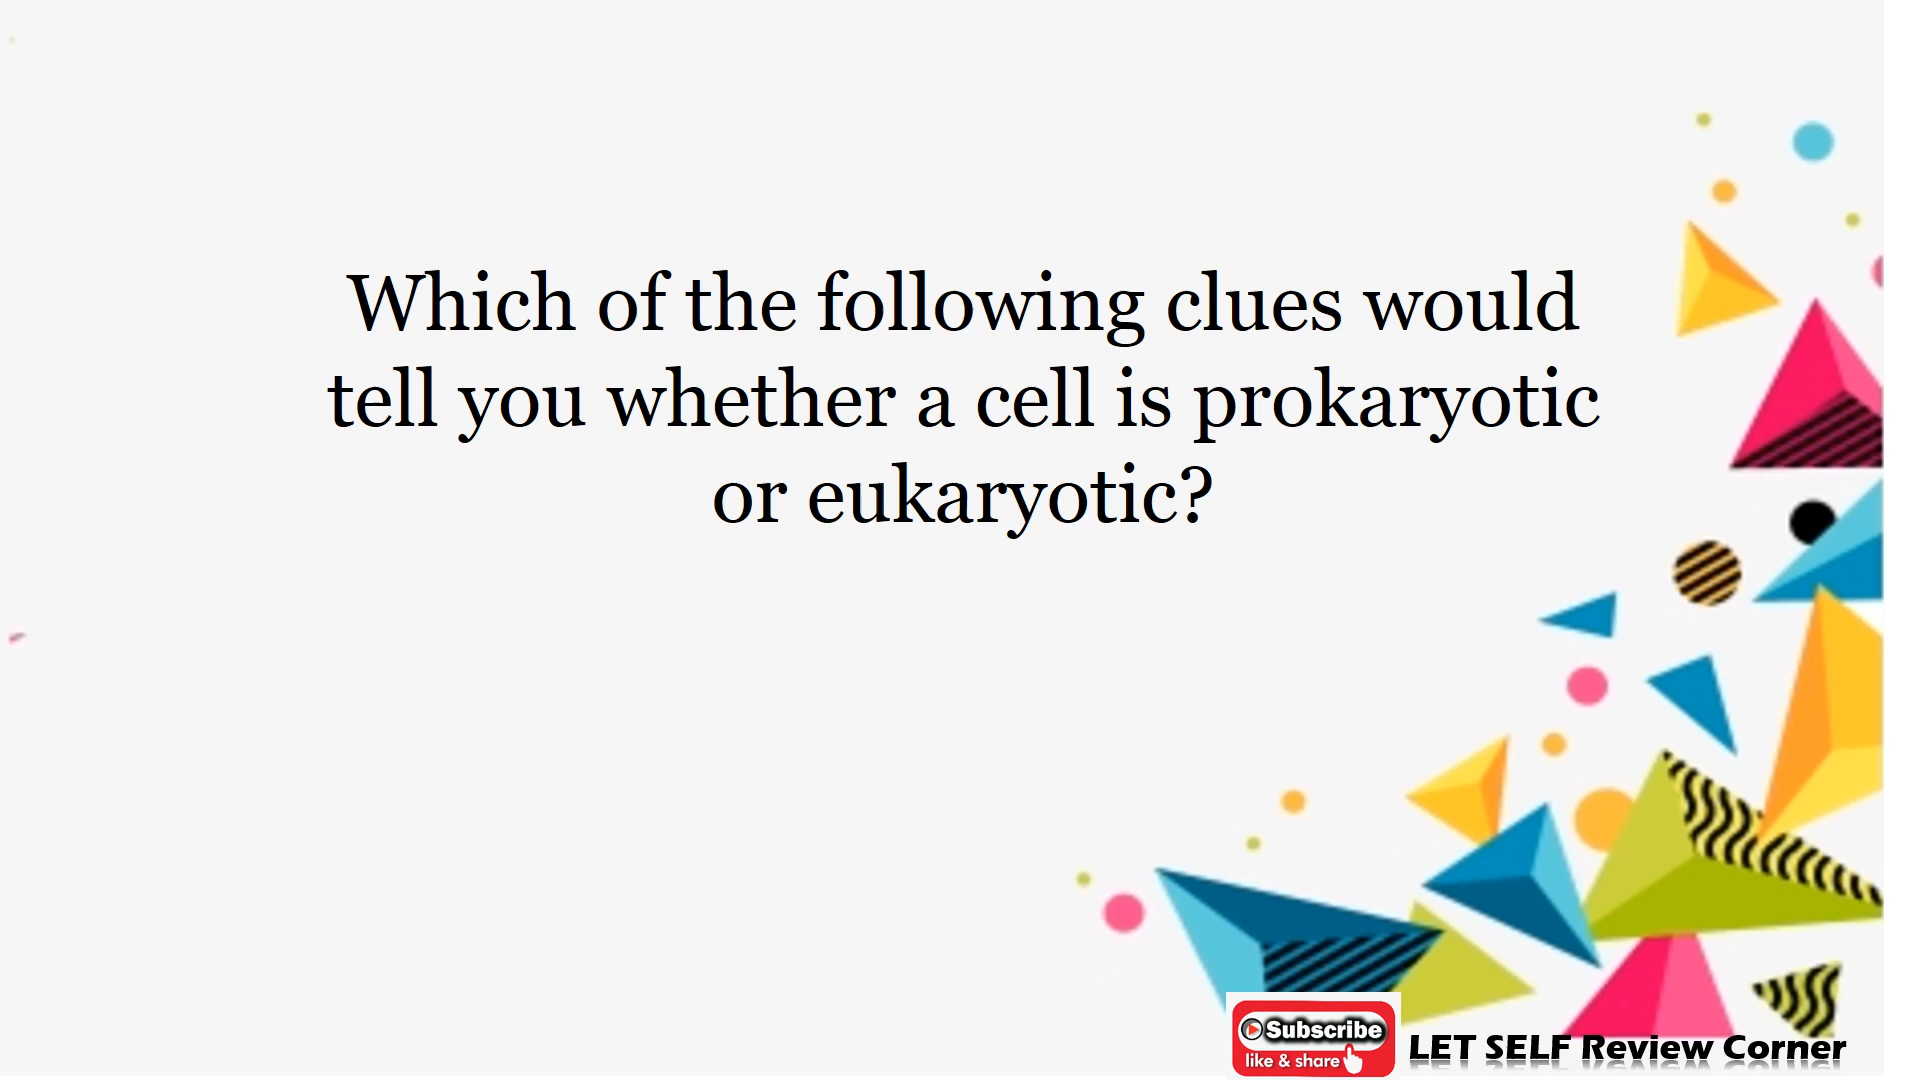 Which of the following clues would
tell you whether a cell is prokaryotic
or eukaryotic?
Subscribe
like & share
LET SELF Review Corner